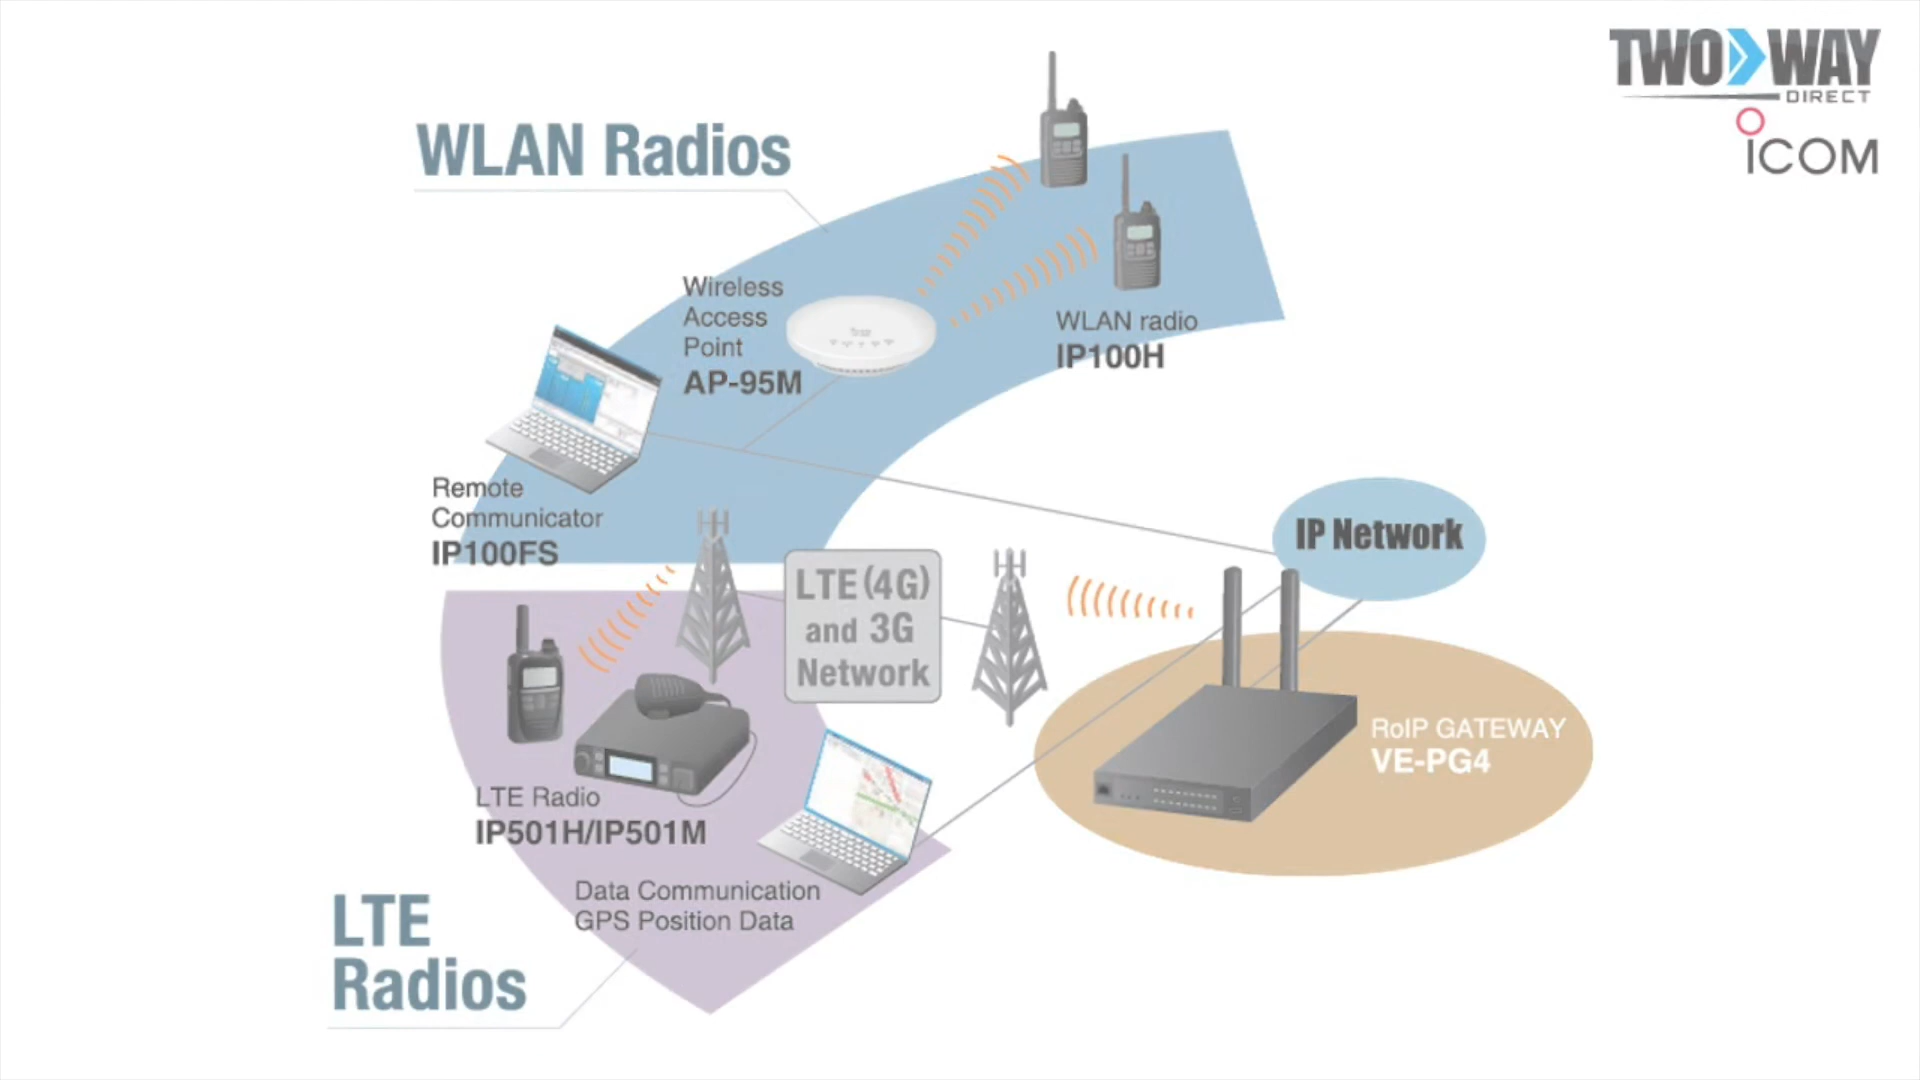 TWO WAY
DIRECT
ICOM
WLAN Radios
Wireless
Access
Point
AP-95M
WLAN radio
IP100H
Remote
Communicator
IP100FS
IP Network
LTE (4G)
and 3G
Network
RoIP GATEWAY
VE-PG4
LTE Radio
IP501H/IP501M
Data Communication
GPS Position Data
LTE
Radios